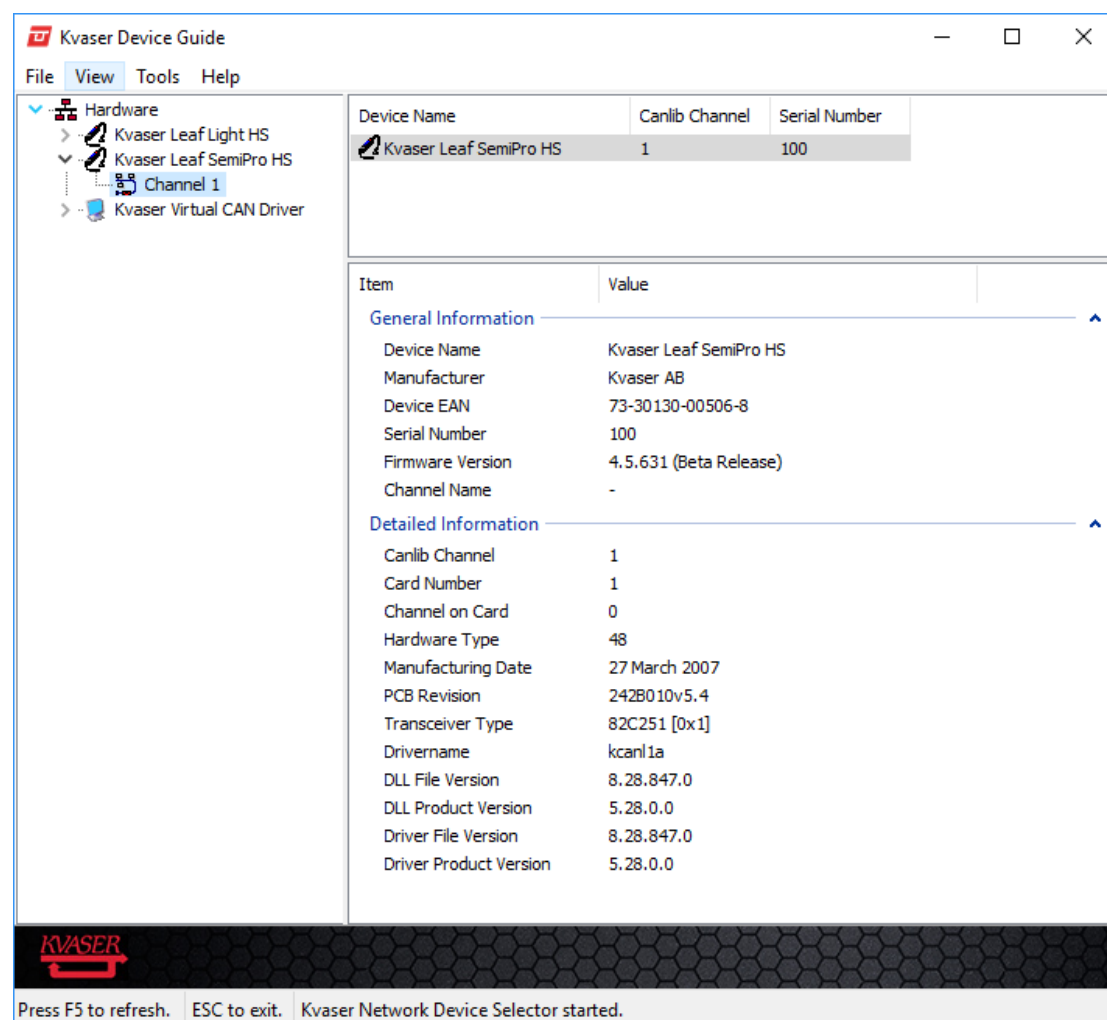 Kvaser Device Guide
File View Tools Help
Hardware
Kvaser Leaf Light HS
Kvaser Leaf SemiPro HS
Channel 1
Kvaser Virtual CAN Driver
Device Name Canlib Channel Serial Number
Kvaser Leaf SemiPro HS 1 100
Item Value
General Information
Device Name Kvaser Leaf SemiPro HS
Manufacturer Kvaser AB
Device EAN 73-30130-00506-8
Serial Number 100
Firmware Version 4.5.631 (Beta Release)
Channel Name -
Detailed Information
Canlib Channel 1
Card Number 1
Channel on Card 0
Hardware Type 48
Manufacturing Date 27 March 2007
PCB Revision 242B010v5.4
Transceiver Type 82C251 [0x1]
Drivername kcanl1a
DLL File Version 8.28.847.0
DLL Product Version 5.28.0.0
Driver File Version 8.28.847.0
Driver Product Version 5.28.0.0
KVASER
Press F5 to refresh. ESC to exit. Kvaser Network Device Selector started.